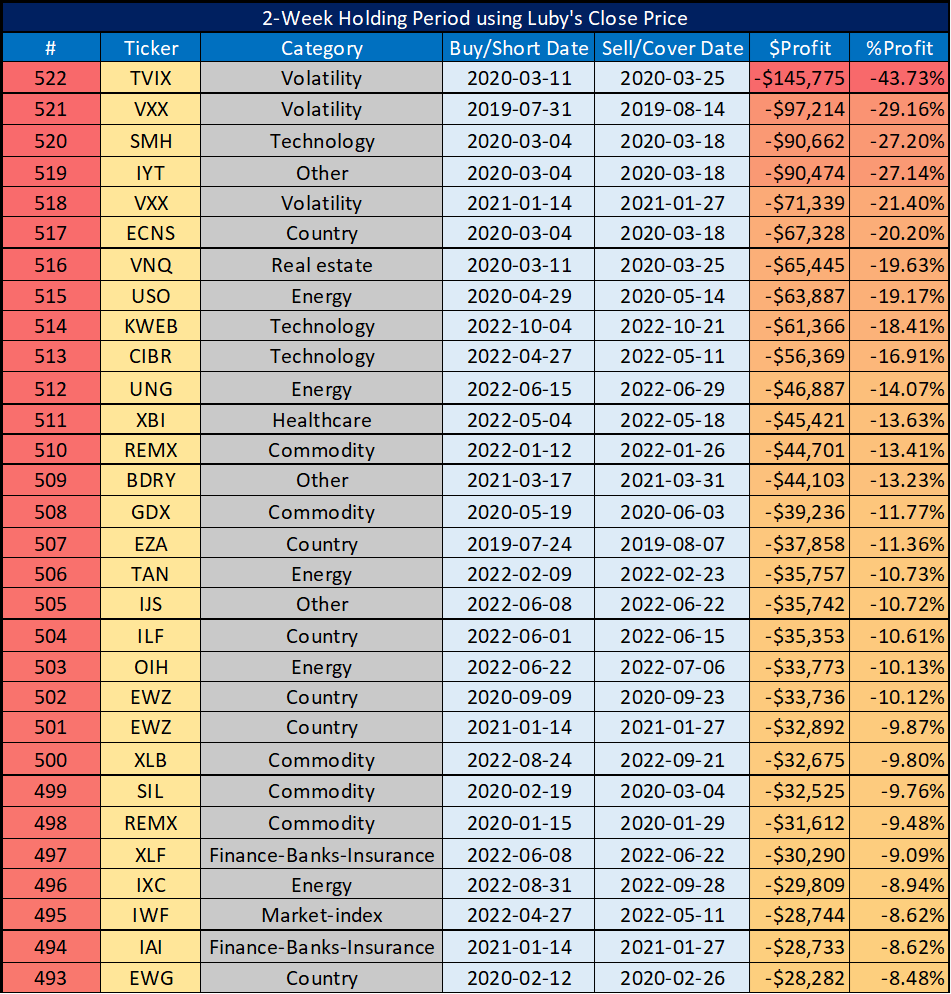 2-Week Holding Period using Luby's Close Price
# Ticker Category Buy/Short Date Sell/Cover Date $Profit %Profit
522 TVIX Volatility 2020-03-11 2020-03-25 -$145,775 -43.73%
521 VXX Volatility 2019-07-31 2019-08-14 -$97,214 -29.16%
520 SMH Technology 2020-03-04 2020-03-18 -$90,662 -27.20%
519 IYT Other 2020-03-04 2020-03-18 -$90,474 -27.14%
518 VXX Volatility 2021-01-14 2021-01-27 -$71,339 -21.40%
517 ECNS Country 2020-03-04 2020-03-18 -$67,328 -20.20%
516 VNQ Real estate 2020-03-11 2020-03-25 -$65,445 -19.63%
515 USO Energy 2020-04-29 2020-05-14 -$63,887 -19.17%
514 KWEB Technology 2022-10-04 2022-10-21 -$61,366 -18.41%
513 CIBR Technology 2022-04-27 2022-05-11 -$56,369 -16.91%
512 UNG Energy 2022-06-15 2022-06-29 -$46,887 -14.07%
511 XBI Healthcare 2022-05-04 2022-05-18 -$45,421 -13.63%
510 REMX Commodity 2022-01-12 2022-01-26 -$44,701 -13.41%
509 BDRY Other 2021-03-17 2021-03-31 -$44,103 -13.23%
508 GDX Commodity 2020-05-19 2020-06-03 -$39,236 -11.77%
507 EZA Country 2019-07-24 2019-08-07 -$37,858 -11.36%
506 TAN Energy 2022-02-09 2022-02-23 -$35,757 -10.73%
505 IJS Other 2022-06-08 2022-06-22 -$35,742 -10.72%
504 ILF Country 2022-06-01 2022-06-15 -$35,353 -10.61%
503 OIH Energy 2022-06-22 2022-07-06 -$33,773 -10.13%
502 EWZ Country 2020-09-09 2020-09-23 -$33,736 -10.12%
501 EWZ Country 2021-01-14 2021-01-27 -$32,892 -9.87%
500 XLB Commodity 2022-08-24 2022-09-21 -$32,675 -9.80%
499 SIL Commodity 2020-02-19 2020-03-04 -$32,525 -9.76%
498 REMX Commodity 2020-01-15 2020-01-29 -$31,612 -9.48%
497 XLF Finance-Banks-Insurance 2022-06-08 2022-06-22 -$30,290 -9.09%
496 IXC Energy 2022-08-31 2022-09-28 -$29,809 -8.94%
495 IWF Market-index 2022-04-27 2022-05-11 -$28,744 -8.62%
494 IAI Finance-Banks-Insurance 2021-01-14 2021-01-27 -$28,733 -8.62%
493 EWG Country 2020-02-12 2020-02-26 -$28,282 -8.48%